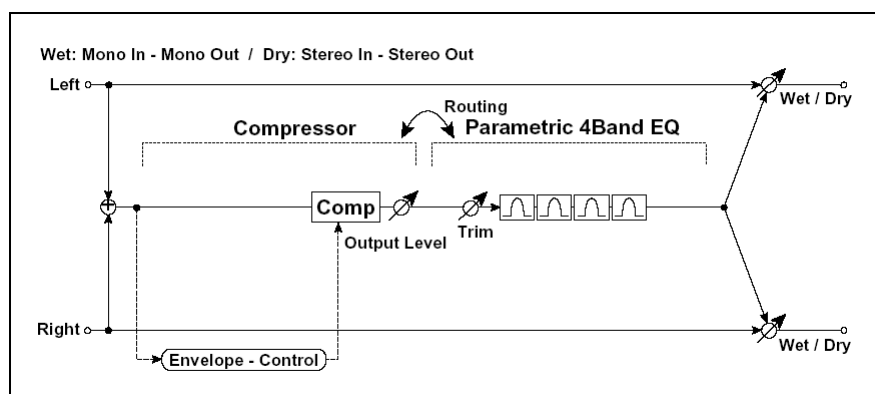 Wet: Mono In - Mono Out / Dry: Stereo In - Stereo Out
Left
Wet / Dry
Routing
Compressor
Parametric 4Band EQ
Comp
Output Level
Trim
Right
Wet / Dry
Envelope - Control